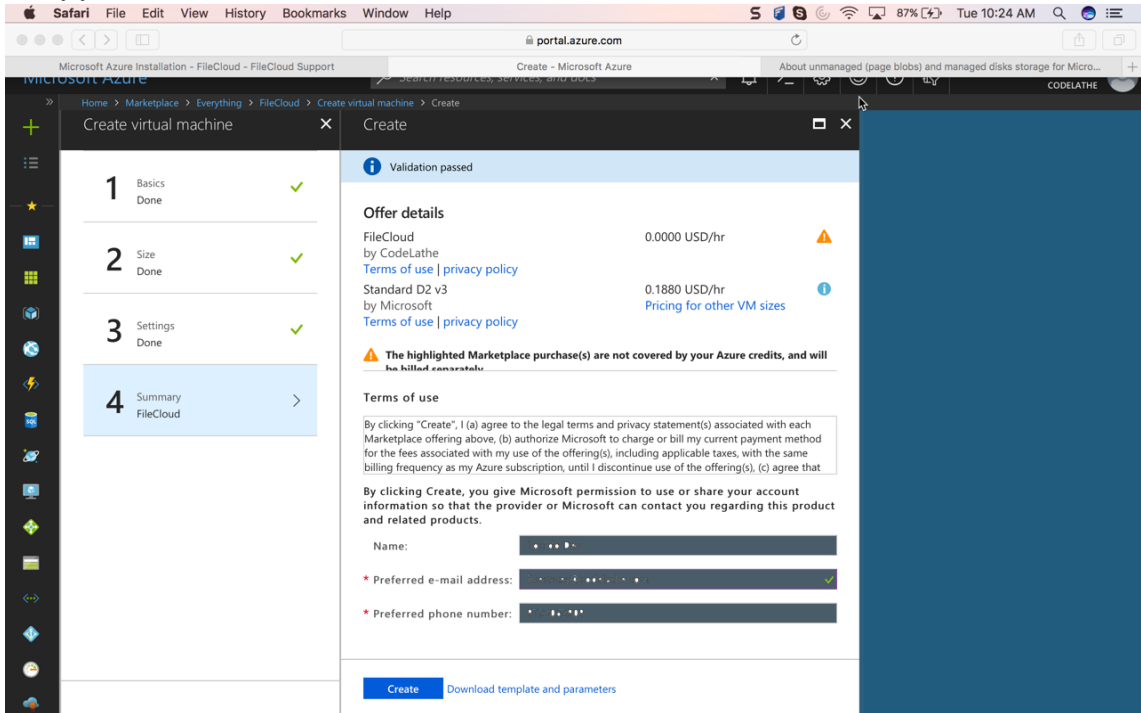 Safari File Edit View History Bookmarks Window Help
87% Tue 10:24 AM
portal.azure.com
Microsoft Azure Installation - FileCloud - FileCloud Support
Create - Microsoft Azure
About unmanaged (page blobs) and managed disks storage for Micro...
Microsoft Azure
Search resources, services, and docs
CODELATHE
Home > Marketplace > Everything > FileCloud > Create virtual machine > Create
Create virtual machine
1
Basics
Done
2
Size
Done
3
Settings
Done
4
Summary
FileCloud
SQL
Create
Validation passed
Offer details
FileCloud 0.0000 USD/hr
by CodeLathe
Terms of use | privacy policy
Standard D2 v3 0.1880 USD/hr
by Microsoft Pricing for other VM sizes
Terms of use | privacy policy
The highlighted Marketplace purchase(s) are not covered by your Azure credits, and will
be billed separately
Terms of use
By clicking "Create", I (a) agree to the legal terms and privacy statement(s) associated with each
Marketplace offering above, (b) authorize Microsoft to charge or bill my current payment method
for the fees associated with my use of the offering(s), including applicable taxes, with the same
billing frequency as my Azure subscription, until I discontinue use of the offering(s), (c) agree that
By clicking Create, you give Microsoft permission to use or share your account
information so that the provider or Microsoft can contact you regarding this product
and related products.
Name:
* Preferred e-mail address:
* Preferred phone number:
Create Download template and parameters